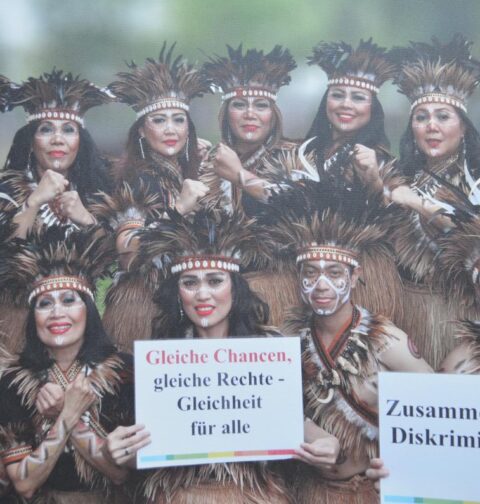 Gleiche Chancen,
gleiche Rechte -
Gleichheit
für alle
Zusamme
Diskrimi